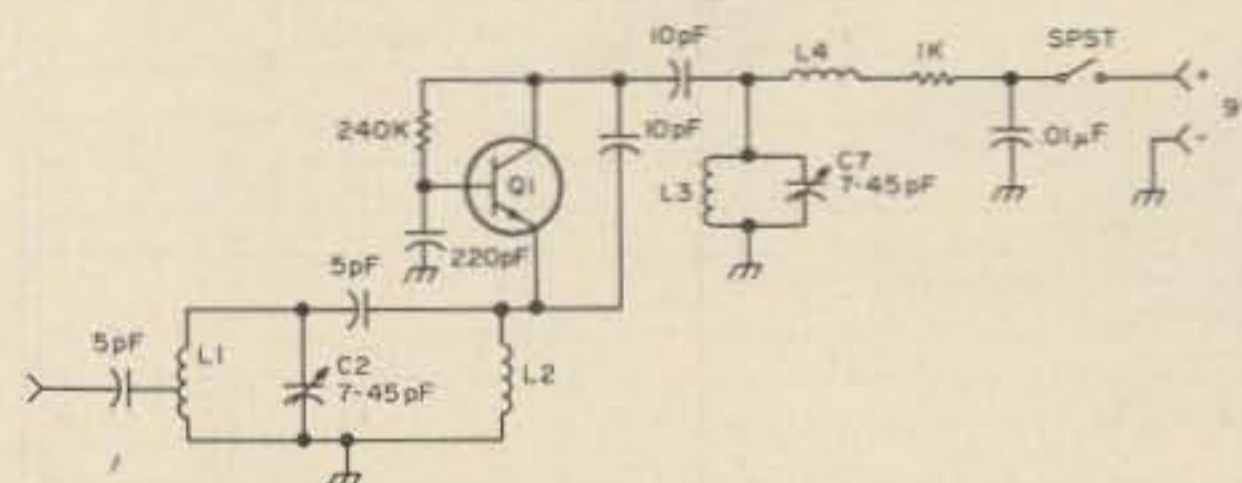 10pF
L4
1K
SPST
+
9
240K
Q1
10pF
.01µF
-
L3
C7
7-45pF
220pF
5pF
5pF
L1
C2
7-45pF
L2